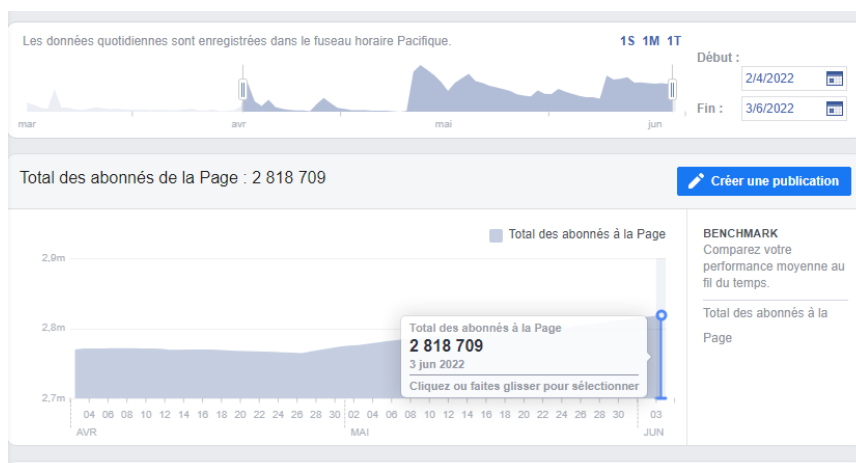 Les données quotidiennes sont enregistrées dans le fuseau horaire Pacifique.
1S 1M 1T
Début :
2/4/2022
Fin :
3/6/2022
mar avr mai jun
Total des abonnés de la Page : 2 818 709
Créer une publication
Total des abonnés à la Page
BENCHMARK
Comparez votre
performance moyenne au
fil du temps.
Total des abonnés à la
Page
2,9m
2,8m
2,7m
Total des abonnés à la Page
2 818 709
3 jun 2022
Cliquez ou faites glisser pour sélectionner
04 06 08 10 12 14 16 18 20 22 24 26 28 30 02 04 06 08 10 12 14 16 18 20 22 24 26 28 30 03
AVR MAI JUN